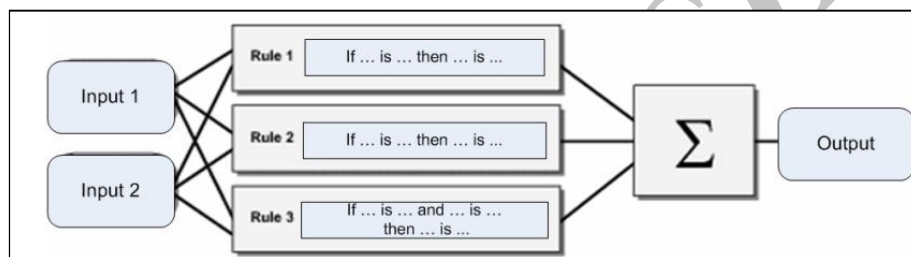 Input 1
Input 2
Rule 1
If … is … then … is ...
Rule 2
If … is … then … is ...
Rule 3
If … is … and … is …
then … is ...
Σ
Output